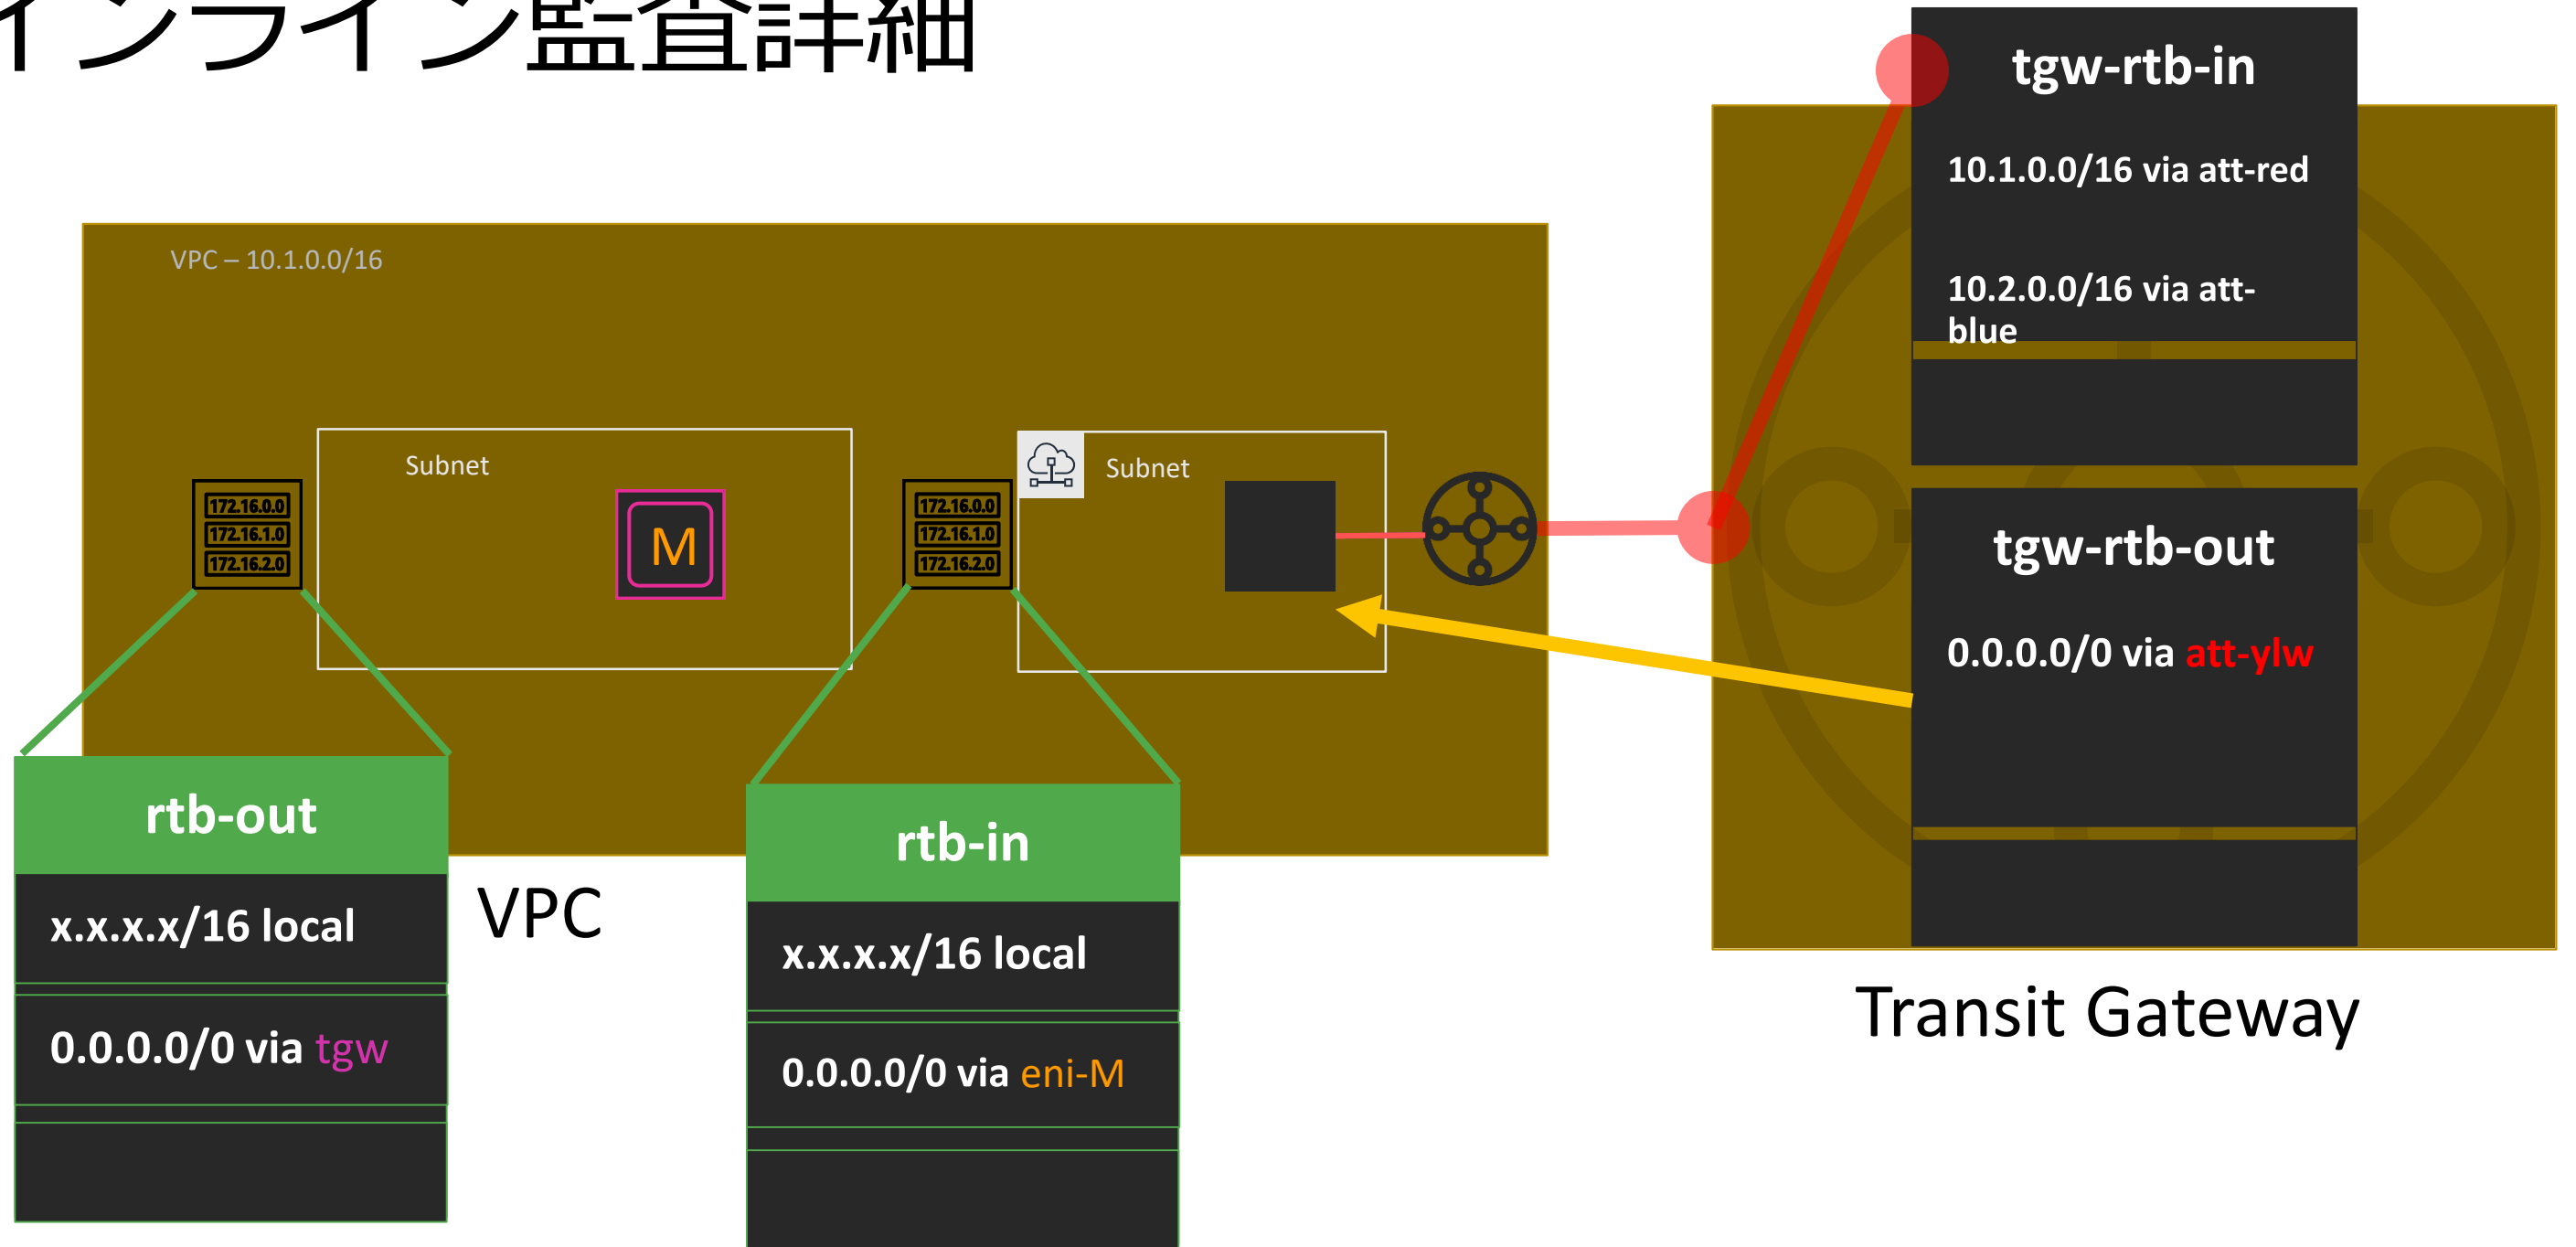 インライン監査詳細
tgw-rtb-in
10.1.0.0/16 via att-red
10.2.0.0/16 via att-
blue
VPC – 10.1.0.0/16
Subnet
172.16.0.0
172.16.1.0
172.16.2.0
M
172.16.0.0
172.16.1.0
172.16.2.0
Subnet
tgw-rtb-out
0.0.0.0/0 via att-ylw
rtb-out
x.x.x.x/16 local
0.0.0.0/0 via tgw
VPC
rtb-in
x.x.x.x/16 local
0.0.0.0/0 via eni-M
Transit Gateway